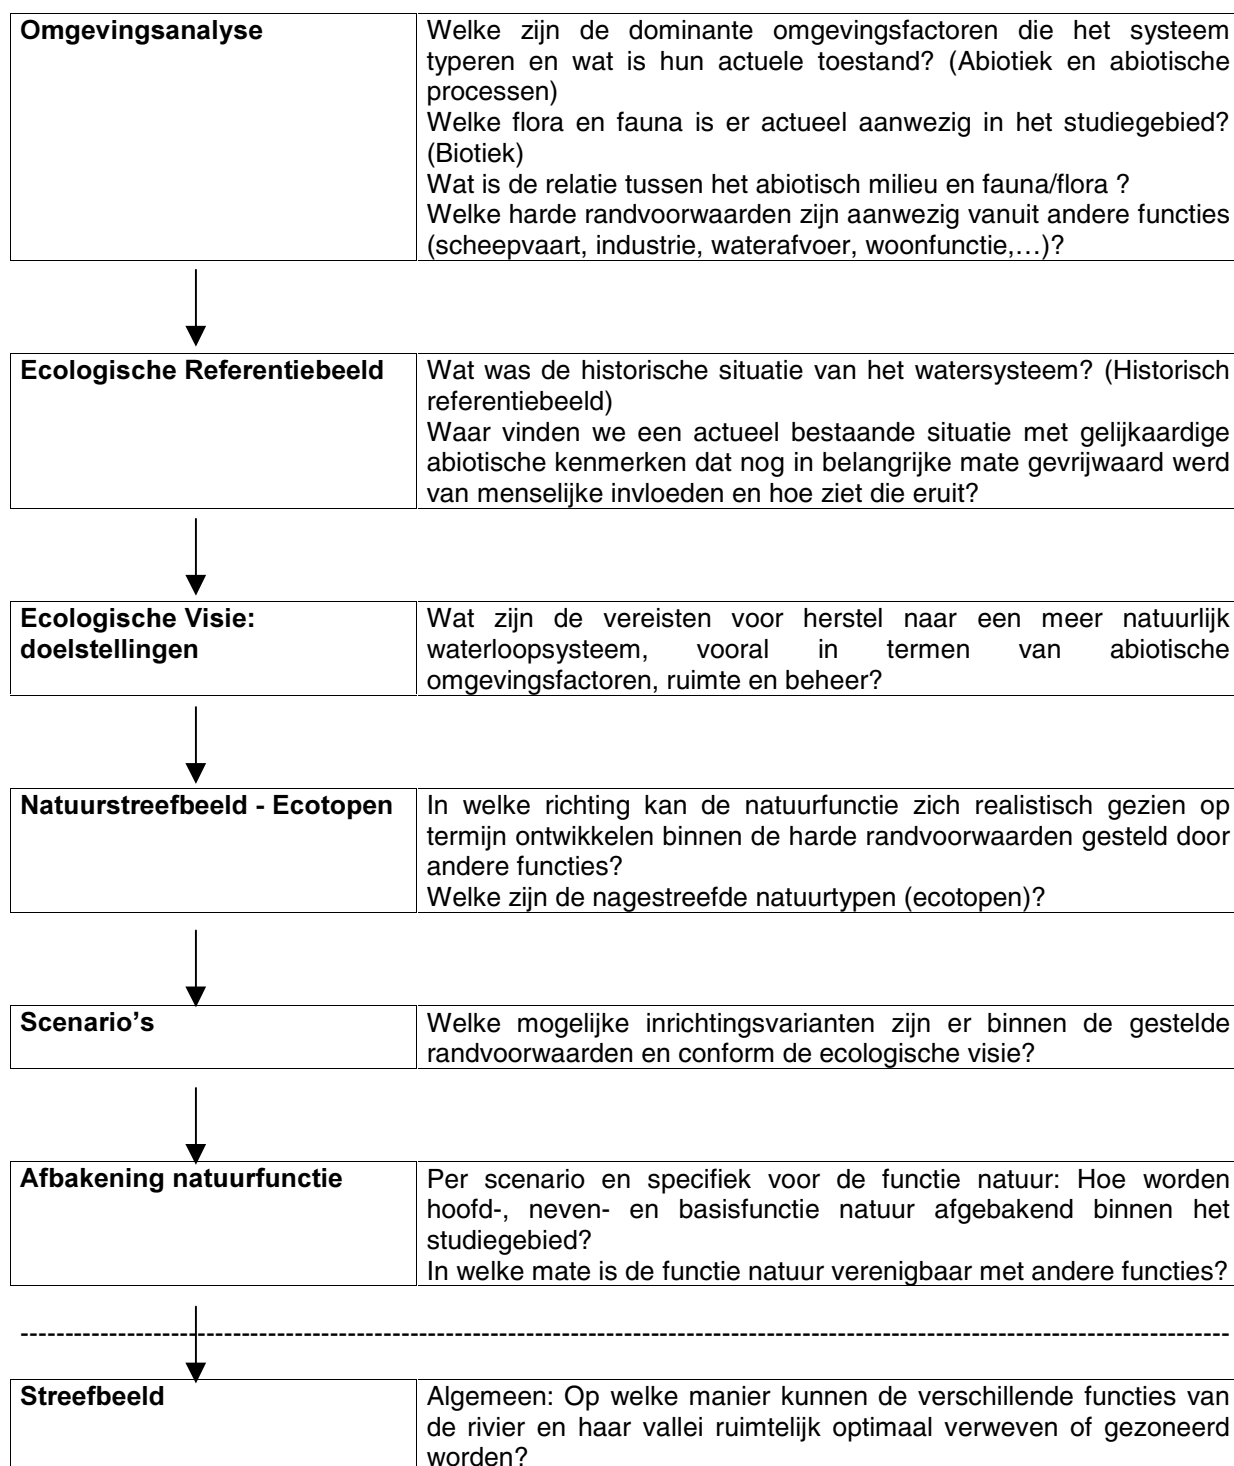 Omgevingsanalyse
Welke zijn de dominante omgevingsfactoren die het systeem
typeren en wat is hun actuele toestand? (Abiotiek en abiotische
processen)
Welke flora en fauna is er actueel aanwezig in het studiegebied?
(Biotiek)
Wat is de relatie tussen het abiotisch milieu en fauna/flora ?
Welke harde randvoorwaarden zijn aanwezig vanuit andere functies
(scheepvaart, industrie, waterafvoer, woonfunctie,…)?
Ecologische Referentiebeeld
Wat was de historische situatie van het watersysteem? (Historisch
referentiebeeld)
Waar vinden we een actueel bestaande situatie met gelijkaardige
abiotische kenmerken dat nog in belangrijke mate gevrijwaard werd
van menselijke invloeden en hoe ziet die eruit?
Ecologische Visie:
doelstellingen
Wat zijn de vereisten voor herstel naar een meer natuurlijk
waterloopsysteem, vooral in termen van abiotische
omgevingsfactoren, ruimte en beheer?
Natuurstreefbeeld - Ecotopen
In welke richting kan de natuurfunctie zich realistisch gezien op
termijn ontwikkelen binnen de harde randvoorwaarden gesteld door
andere functies?
Welke zijn de nagestreefde natuurtypen (ecotopen)?
Scenario’s
Welke mogelijke inrichtingsvarianten zijn er binnen de gestelde
randvoorwaarden en conform de ecologische visie?
Afbakening natuurfunctie
Per scenario en specifiek voor de functie natuur: Hoe worden
hoofd-, neven- en basisfunctie natuur afgebakend binnen het
studiegebied?
In welke mate is de functie natuur verenigbaar met andere functies?
Streefbeeld
Algemeen: Op welke manier kunnen de verschillende functies van
de rivier en haar vallei ruimtelijk optimaal verweven of gezoneerd
worden?